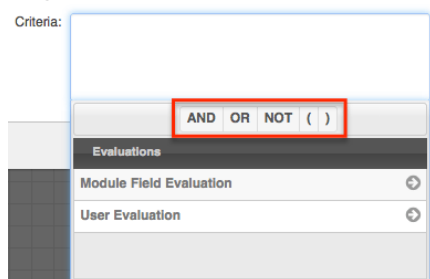 Criteria:
AND OR NOT ( )
Evaluations
Module Field Evaluation
User Evaluation